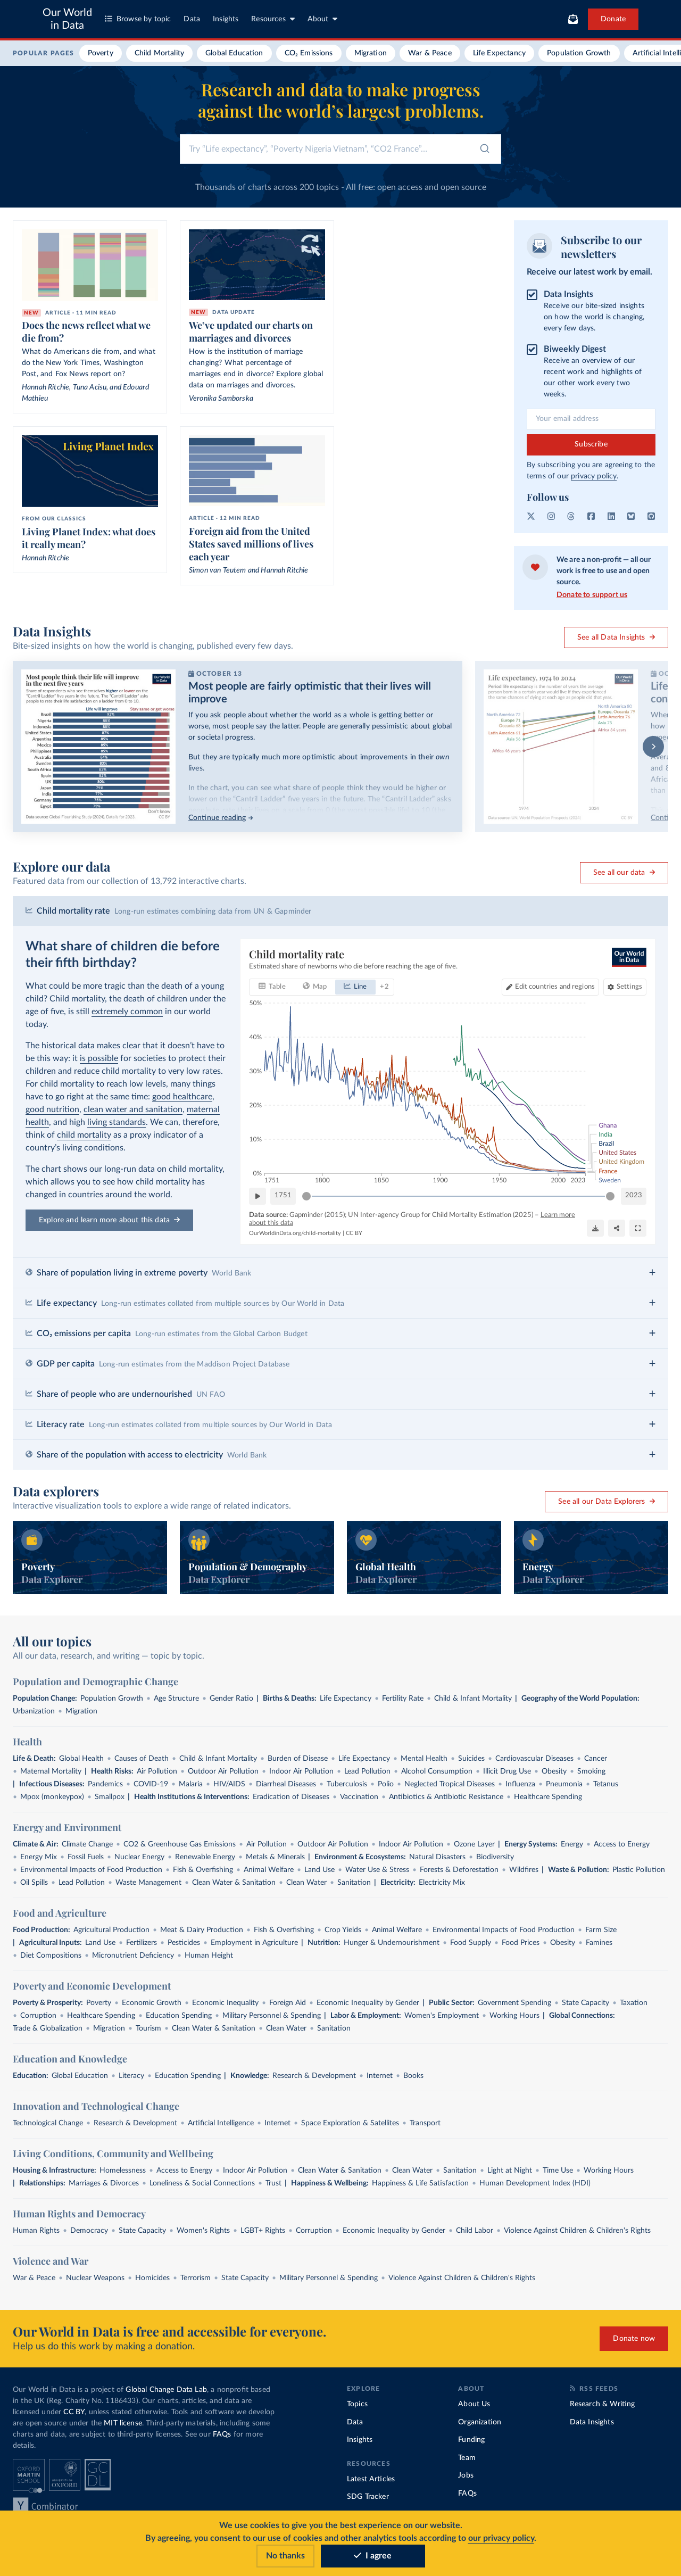 Our World
in Data
Browse by topic
Data
Insights
Resources
About
Donate
POPULAR PAGES
Poverty
Child Mortality
Global Education
CO₂ Emissions
Migration
War & Peace
Life Expectancy
Population Growth
Artificial Intelli
Research and data to make progress
against the world’s largest problems.
Try "Life expectancy", "Poverty Nigeria Vietnam", "CO2 France"...
Thousands of charts across 200 topics - All free: open access and open source
NEW ARTICLE - 11 MIN READ
Does the news reflect what we
die from?
What do Americans die from, and what
do the New York Times, Washington
Post, and Fox News report on?
Hannah Ritchie, Tuna Acisu, and Edouard
Mathieu
NEW DATA UPDATE
We’ve updated our charts on
marriages and divorces
How is the institution of marriage
changing? What percentage of
marriages end in divorce? Explore global
data on marriages and divorces.
Veronika Samborska
Living Planet Index
FROM OUR CLASSICS
Living Planet Index: what does
it really mean?
Hannah Ritchie
ARTICLE - 12 MIN READ
Foreign aid from the United
States saved millions of lives
each year
Simon van Teutem and Hannah Ritchie
Subscribe to our
newsletters
Receive our latest work by email.
Data Insights
Receive our bite-sized insights
on how the world is changing,
every few days.
Biweekly Digest
Receive an overview of our
recent work and highlights of
our other work every two
weeks.
Your email address
Subscribe
By subscribing you are agreeing to the
terms of our privacy policy.
Follow us
We are a non-profit — all our
work is free to use and open
source.
Donate to support us
Data Insights
Bite-sized insights on how the world is changing, published every few days.
See all Data Insights →
Most people think their life will improve
in the next five years
OCTOBER 13
Most people are fairly optimistic that their lives will
improve
If you ask people about whether the world as a whole is getting better or
worse, most people say the latter. People are generally pessimistic about global
or societal progress.
But they are typically much more optimistic about improvements in their own
lives.
In the chart, you can see what share of people think they would be higher or
lower on the “Cantril Ladder” five years in the future. The “Cantril Ladder” asks
Continue reading →
Life expectancy, 1974 to 2024
Explore our data
Featured data from our collection of 13,792 interactive charts.
See all our data →
Child mortality rate Long-run estimates combining data from UN & Gapminder
What share of children die before
their fifth birthday?
What could be more tragic than the death of a young
child? Child mortality, the death of children under the
age of five, is still extremely common in our world
today.
The historical data makes clear that it doesn’t have to
be this way: it is possible for societies to protect their
children and reduce child mortality to very low rates.
For child mortality to reach low levels, many things
have to go right at the same time: good healthcare,
good nutrition, clean water and sanitation, maternal
health, and high living standards. We can, therefore,
think of child mortality as a proxy indicator of a
country’s living conditions.
The chart shows our long-run data on child mortality,
which allows you to see how child mortality has
changed in countries around the world.
Explore and learn more about this data →
Child mortality rate
Estimated share of newborns who die before reaching the age of five.
Our World
in Data
Table
Map
Line
+2
Edit countries and regions
Settings
50%
40%
30%
20%
10%
0%
1751
1800
1850
1900
1950
2000
2023
Ghana
India
Brazil
United States
United Kingdom
France
Sweden
1751
2023
Data source: Gapminder (2015); UN Inter-agency Group for Child Mortality Estimation (2025) – Learn more
about this data
OurWorldinData.org/child-mortality | CC BY
Share of population living in extreme poverty World Bank
Life expectancy Long-run estimates collated from multiple sources by Our World in Data
CO₂ emissions per capita Long-run estimates from the Global Carbon Budget
GDP per capita Long-run estimates from the Maddison Project Database
Share of people who are undernourished UN FAO
Literacy rate Long-run estimates collated from multiple sources by Our World in Data
Share of the population with access to electricity World Bank
Data explorers
Interactive visualization tools to explore a wide range of related indicators.
See all our Data Explorers →
Poverty
Data Explorer
Population & Demography
Data Explorer
Global Health
Data Explorer
Energy
Data Explorer
All our topics
All our data, research, and writing — topic by topic.
Population and Demographic Change
Population Change: Population Growth • Age Structure • Gender Ratio | Births & Deaths: Life Expectancy • Fertility Rate • Child & Infant Mortality | Geography of the World Population:
Urbanization • Migration
Health
Life & Death: Global Health • Causes of Death • Child & Infant Mortality • Burden of Disease • Life Expectancy • Mental Health • Suicides • Cardiovascular Diseases • Cancer
• Maternal Mortality | Health Risks: Air Pollution • Outdoor Air Pollution • Indoor Air Pollution • Lead Pollution • Alcohol Consumption • Illicit Drug Use • Obesity • Smoking
| Infectious Diseases: Pandemics • COVID-19 • Malaria • HIV/AIDS • Diarrheal Diseases • Tuberculosis • Polio • Neglected Tropical Diseases • Influenza • Pneumonia • Tetanus
• Mpox (monkeypox) • Smallpox | Health Institutions & Interventions: Eradication of Diseases • Vaccination • Antibiotics & Antibiotic Resistance • Healthcare Spending
Energy and Environment
Climate & Air: Climate Change • CO2 & Greenhouse Gas Emissions • Air Pollution • Outdoor Air Pollution • Indoor Air Pollution • Ozone Layer | Energy Systems: Energy • Access to Energy
• Energy Mix • Fossil Fuels • Nuclear Energy • Renewable Energy • Metals & Minerals | Environment & Ecosystems: Natural Disasters • Biodiversity
• Environmental Impacts of Food Production • Fish & Overfishing • Animal Welfare • Land Use • Water Use & Stress • Forests & Deforestation • Wildfires | Waste & Pollution: Plastic Pollution
• Oil Spills • Lead Pollution • Waste Management • Clean Water & Sanitation • Clean Water • Sanitation | Electricity: Electricity Mix
Food and Agriculture
Food Production: Agricultural Production • Meat & Dairy Production • Fish & Overfishing • Crop Yields • Animal Welfare • Environmental Impacts of Food Production • Farm Size
| Agricultural Inputs: Land Use • Fertilizers • Pesticides • Employment in Agriculture | Nutrition: Hunger & Undernourishment • Food Supply • Food Prices • Obesity • Famines
• Diet Compositions • Micronutrient Deficiency • Human Height
Poverty and Economic Development
Poverty & Prosperity: Poverty • Economic Growth • Economic Inequality • Foreign Aid • Economic Inequality by Gender | Public Sector: Government Spending • State Capacity • Taxation
• Corruption • Healthcare Spending • Education Spending • Military Personnel & Spending | Labor & Employment: Women's Employment • Working Hours | Global Connections:
Trade & Globalization • Migration • Tourism • Clean Water & Sanitation • Clean Water • Sanitation
Education and Knowledge
Education: Global Education • Literacy • Education Spending | Knowledge: Research & Development • Internet • Books
Innovation and Technological Change
Technological Change • Research & Development • Artificial Intelligence • Internet • Space Exploration & Satellites • Transport
Living Conditions, Community and Wellbeing
Housing & Infrastructure: Homelessness • Access to Energy • Indoor Air Pollution • Clean Water & Sanitation • Clean Water • Sanitation • Light at Night • Time Use • Working Hours
| Relationships: Marriages & Divorces • Loneliness & Social Connections • Trust | Happiness & Wellbeing: Happiness & Life Satisfaction • Human Development Index (HDI)
Human Rights and Democracy
Human Rights • Democracy • State Capacity • Women's Rights • LGBT+ Rights • Corruption • Economic Inequality by Gender • Child Labor • Violence Against Children & Children's Rights
Violence and War
War & Peace • Nuclear Weapons • Homicides • Terrorism • State Capacity • Military Personnel & Spending • Violence Against Children & Children's Rights
Our World in Data is free and accessible for everyone.
Help us do this work by making a donation.
Donate now
Our World in Data is a project of Global Change Data Lab, a nonprofit based
in the UK (Reg. Charity No. 1186433). Our charts, articles, and data are
licensed under CC BY, unless stated otherwise. Tools and software we develop
are open source under the MIT license. Third-party materials, including some
charts and data, are subject to third-party licenses. See our FAQs for more
details.
OXFORD
MARTIN
SCHOOL
OXFORD
GC
DL
Y Combinator
EXPLORE
Topics
Data
Insights
RESOURCES
Latest Articles
SDG Tracker
ABOUT
About Us
Organization
Funding
Team
Jobs
FAQs
RSS FEEDS
Research & Writing
Data Insights
We use cookies to give you the best experience on our website.
By agreeing, you consent to our use of cookies and other analytics tools according to our privacy policy.
No thanks
I agree